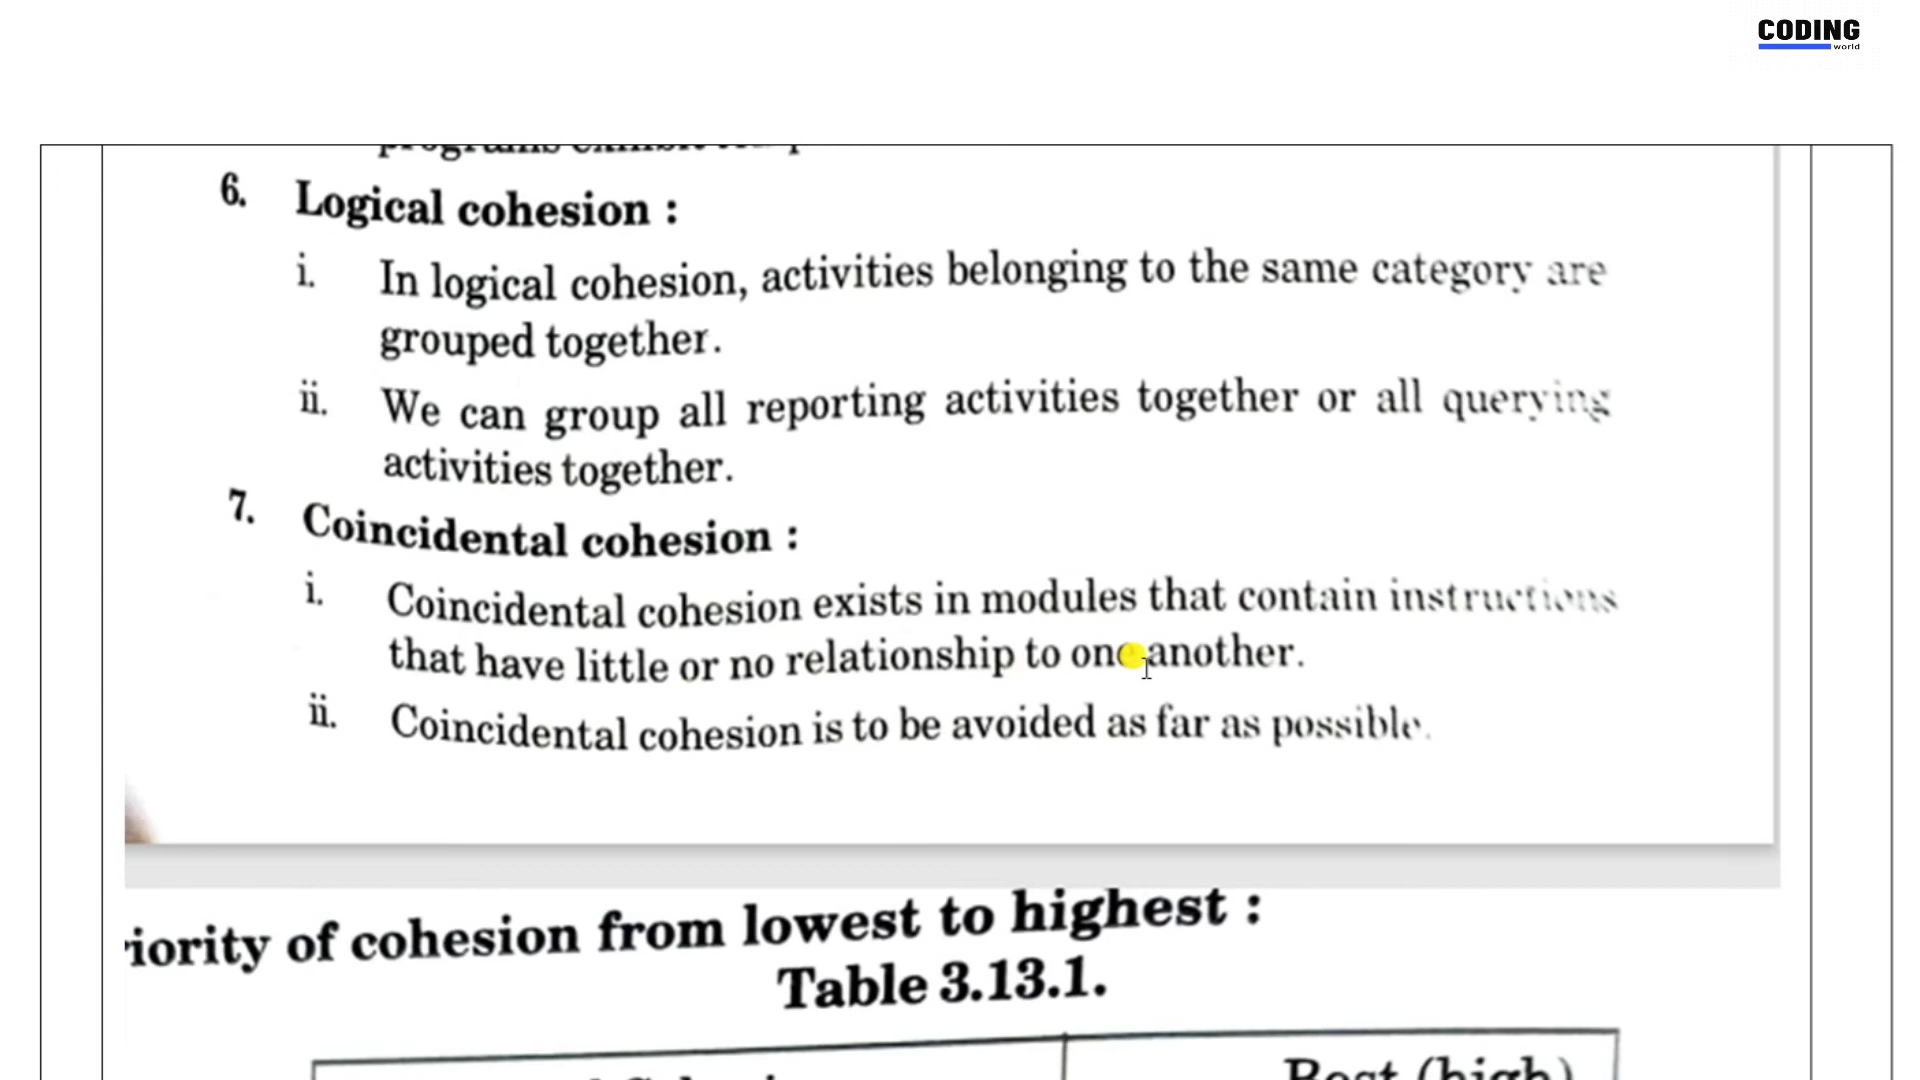 CODING
world
6. Logical cohesion :
i. In logical cohesion, activities belonging to the same category are
grouped together.
ii. We can group all reporting activities together or all querying
activities together.
7. Coincidental cohesion :
i. Coincidental cohesion exists in modules that contain instructions
that have little or no relationship to one another.
ii. Coincidental cohesion is to be avoided as far as possible.
riority of cohesion from lowest to highest :
Table 3.13.1.
Best (high)